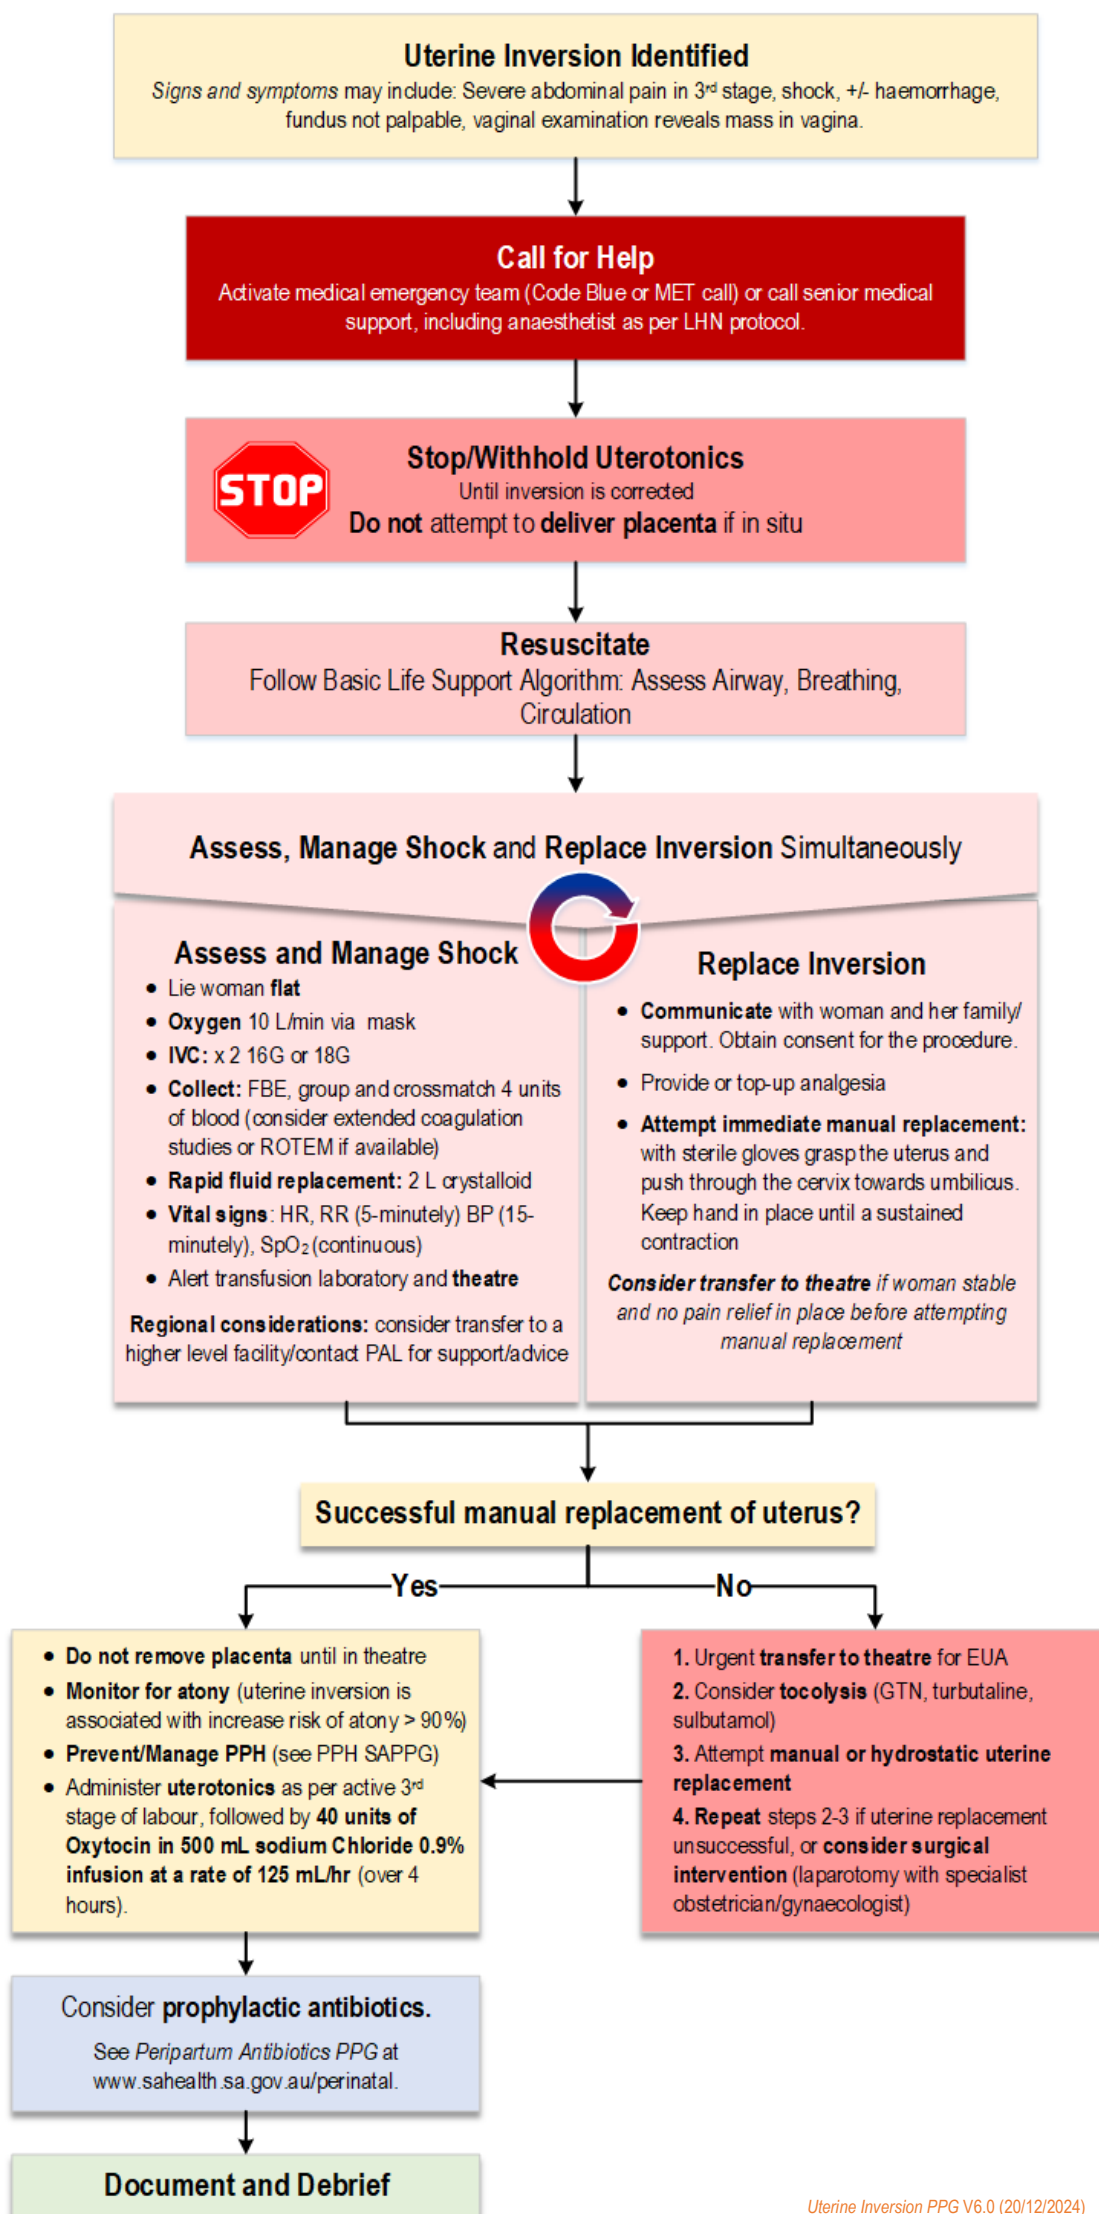 Uterine Inversion Identified
Signs and symptoms may include: Severe abdominal pain in 3rd stage, shock, +/- haemorrhage,
fundus not palpable, vaginal examination reveals mass in vagina.
Call for Help
Activate medical emergency team (Code Blue or MET call) or call senior medical
support, including anaesthetist as per LHN protocol.
STOP
Stop/Withhold Uterotonics
Until inversion is corrected
Do not attempt to deliver placenta if in situ
Resuscitate
Follow Basic Life Support Algorithm: Assess Airway, Breathing,
Circulation
Assess, Manage Shock and Replace Inversion Simultaneously
Assess and Manage Shock
• Lie woman flat
• Oxygen 10 L/min via mask
• IVC: x 2 16G or 18G
• Collect: FBE, group and crossmatch 4 units
of blood (consider extended coagulation
studies or ROTEM if available)
• Rapid fluid replacement: 2 L crystalloid
• Vital signs: HR, RR (5-minutely) BP (15-
minutely), SpO2 (continuous)
• Alert transfusion laboratory and theatre
Regional considerations: consider transfer to a
higher level facility/contact PAL for support/advice
Replace Inversion
• Communicate with woman and her family/
support. Obtain consent for the procedure.
• Provide or top-up analgesia
• Attempt immediate manual replacement:
with sterile gloves grasp the uterus and
push through the cervix towards umbilicus.
Keep hand in place until a sustained
contraction
Consider transfer to theatre if woman stable
and no pain relief in place before attempting
manual replacement
Successful manual replacement of uterus?
Yes
No
• Do not remove placenta until in theatre
• Monitor for atony (uterine inversion is
associated with increase risk of atony > 90%)
• Prevent/Manage PPH (see PPH SAPPG)
• Administer uterotonics as per active 3rd
stage of labour, followed by 40 units of
Oxytocin in 500 mL sodium Chloride 0.9%
infusion at a rate of 125 mL/hr (over 4
hours).
1. Urgent transfer to theatre for EUA
2. Consider tocolysis (GTN, turbutaline,
sulbutamol)
3. Attempt manual or hydrostatic uterine
replacement
4. Repeat steps 2-3 if uterine replacement
unsuccessful, or consider surgical
intervention (laparotomy with specialist
obstetrician/gynaecologist)
Consider prophylactic antibiotics.
See Peripartum Antibiotics PPG at
www.sahealth.sa.gov.au/perinatal.
Document and Debrief
Uterine Inversion PPG V6.0 (20/12/2024)